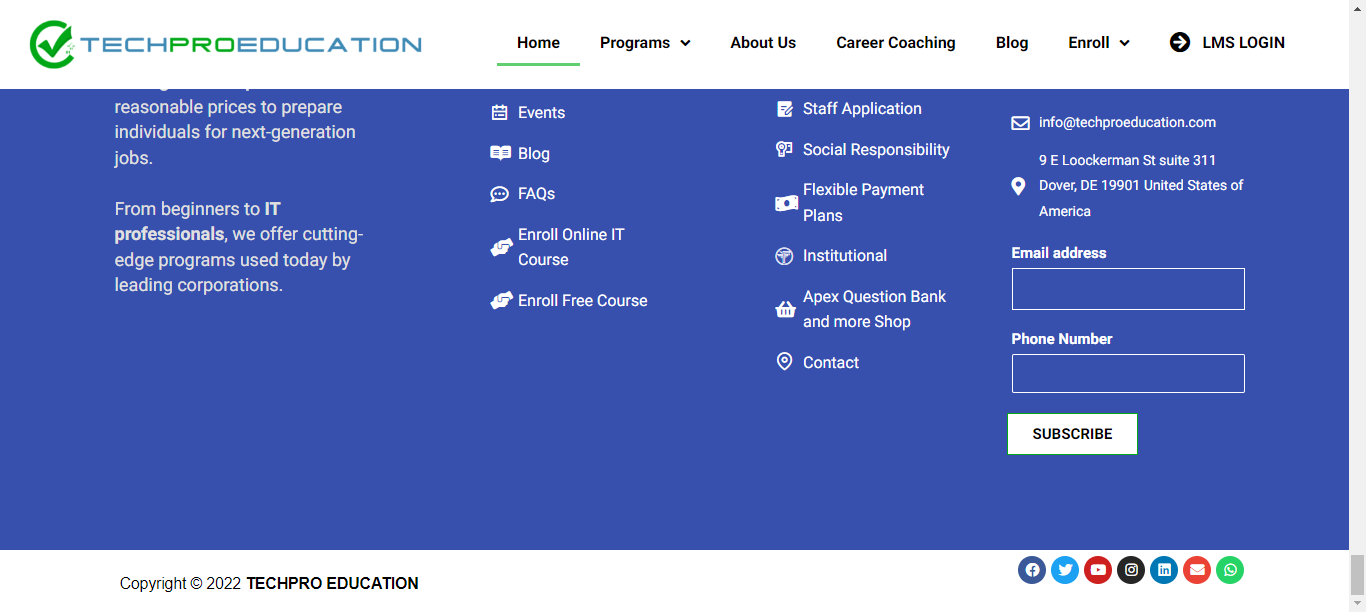 TECHPROEDUCATION
Home
Programs
About Us
Career Coaching
Blog
Enroll
LMS LOGIN
reasonable prices to prepare
individuals for next-generation
jobs.
From beginners to IT
professionals, we offer cutting-
edge programs used today by
leading corporations.
Events
Blog
FAQs
Enroll Online IT
Course
Enroll Free Course
Staff Application
Social Responsibility
Flexible Payment
Plans
Institutional
Apex Question Bank
and more Shop
Contact
info@techproeducation.com
9 E Loockerman St suite 311
Dover, DE 19901 United States of
America
Email address
Phone Number
SUBSCRIBE
Copyright © 2022 TECHPRO EDUCATION